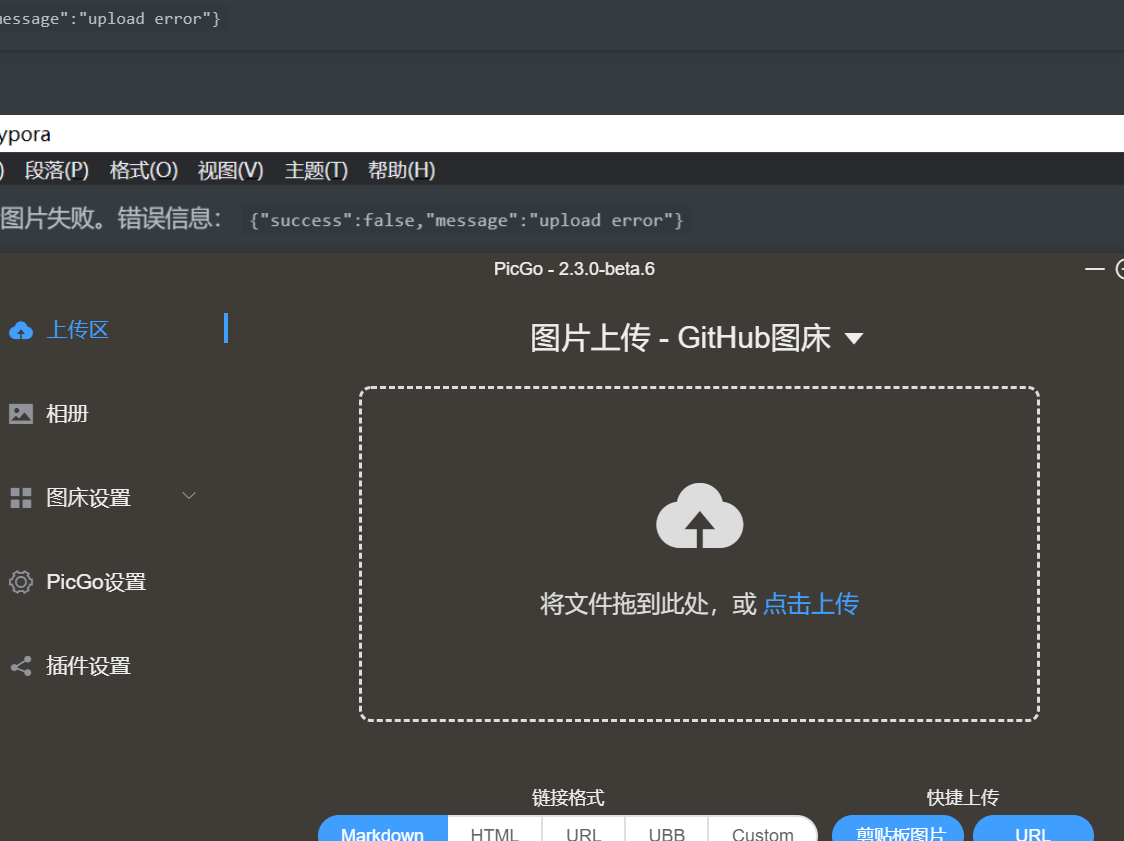 message":"upload error"}
ypora
) 段落(P) 格式(O) 视图(V) 主题(T) 帮助(H)
图片失败。错误信息： {"success":false,"message":"upload error"}
PicGo - 2.3.0-beta.6
上传区
图片上传 - GitHub图床
相册
图床设置
PicGo设置
将文件拖到此处，或 点击上传
插件设置
链接格式 快捷上传
Markdown HTML URL UBB Custom 剪贴板图片 URL